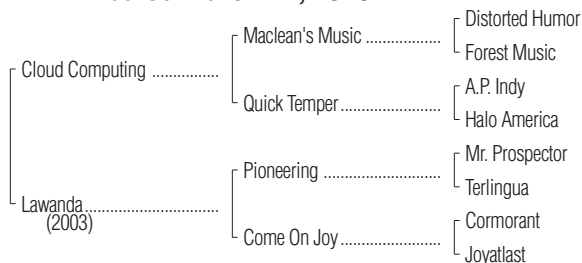 Distorted Humor
Maclean's Music ....................
Forest Music
Cloud Computing ..................
A.P. Indy
Quick Temper ...........................
Halo America
Mr. Prospector
Pioneering ...............................
Terlingua
Lawanda....................................
(2003)
Cormorant
Come On Joy...........................
Joyatlast